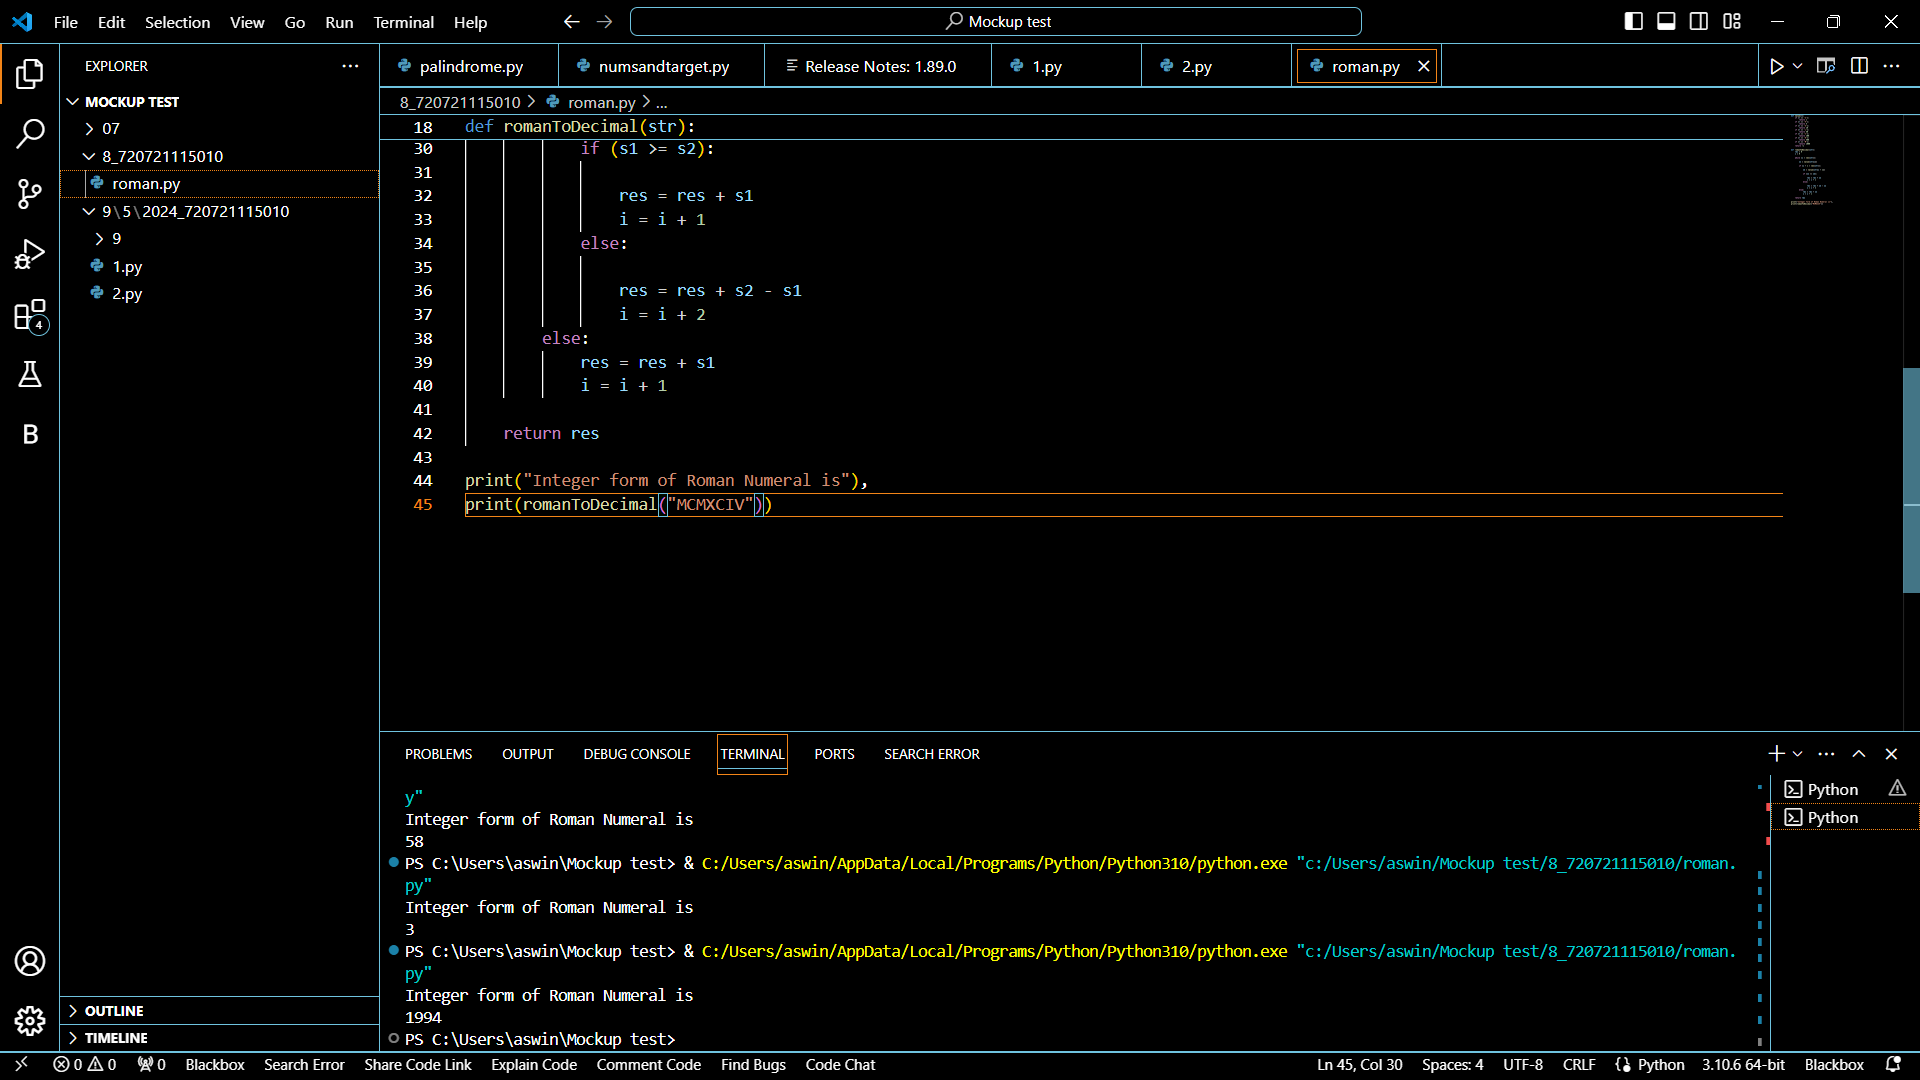 File Edit Selection View Go Run Terminal Help Mockup test
EXPLORER
MOCKUP TEST
07
8_720721115010
roman.py
9\5\2024_720721115010
9
1.py
2.py
OUTLINE
TIMELINE
4
B
palindrome.py numsandtarget.py Release Notes: 1.89.0 1.py 2.py roman.py
8_720721115010 > roman.py > ...
18 def romanToDecimal(str):
30 if (s1 >= s2):
31
32 res = res + s1
33 i = i + 1
34 else:
35
36 res = res + s2 - s1
37 i = i + 2
38 else:
39 res = res + s1
40 i = i + 1
41
42 return res
43
44 print("Integer form of Roman Numeral is"),
45 print(romanToDecimal("MCMXCIV"))
PROBLEMS OUTPUT DEBUG CONSOLE TERMINAL PORTS SEARCH ERROR
y"
Integer form of Roman Numeral is
58
PS C:\Users\aswin\Mockup test> & C:/Users/aswin/AppData/Local/Programs/Python/Python310/python.exe "c:/Users/aswin/Mockup test/8_720721115010/roman.
py"
Integer form of Roman Numeral is
3
PS C:\Users\aswin\Mockup test> & C:/Users/aswin/AppData/Local/Programs/Python/Python310/python.exe "c:/Users/aswin/Mockup test/8_720721115010/roman.
py"
Integer form of Roman Numeral is
1994
PS C:\Users\aswin\Mockup test>
Python
Python
0 0 0 Blackbox Search Error Share Code Link Explain Code Comment Code Find Bugs Code Chat Ln 45, Col 30 Spaces: 4 UTF-8 CRLF Python 3.10.6 64-bit Blackbox